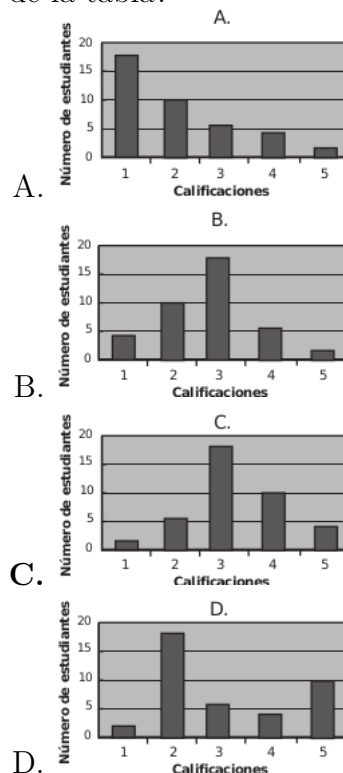 de la tabla?
A.
20
15
10
5
0
Número de estudiantes
1 2 3 4 5
Calificaciones
A.
B.
20
15
10
5
0
Número de estudiantes
1 2 3 4 5
Calificaciones
B.
C.
20
15
10
5
0
Número de estudiantes
1 2 3 4 5
Calificaciones
C.
D.
20
15
10
5
0
Número de estudiantes
1 2 3 4 5
Calificaciones
D.